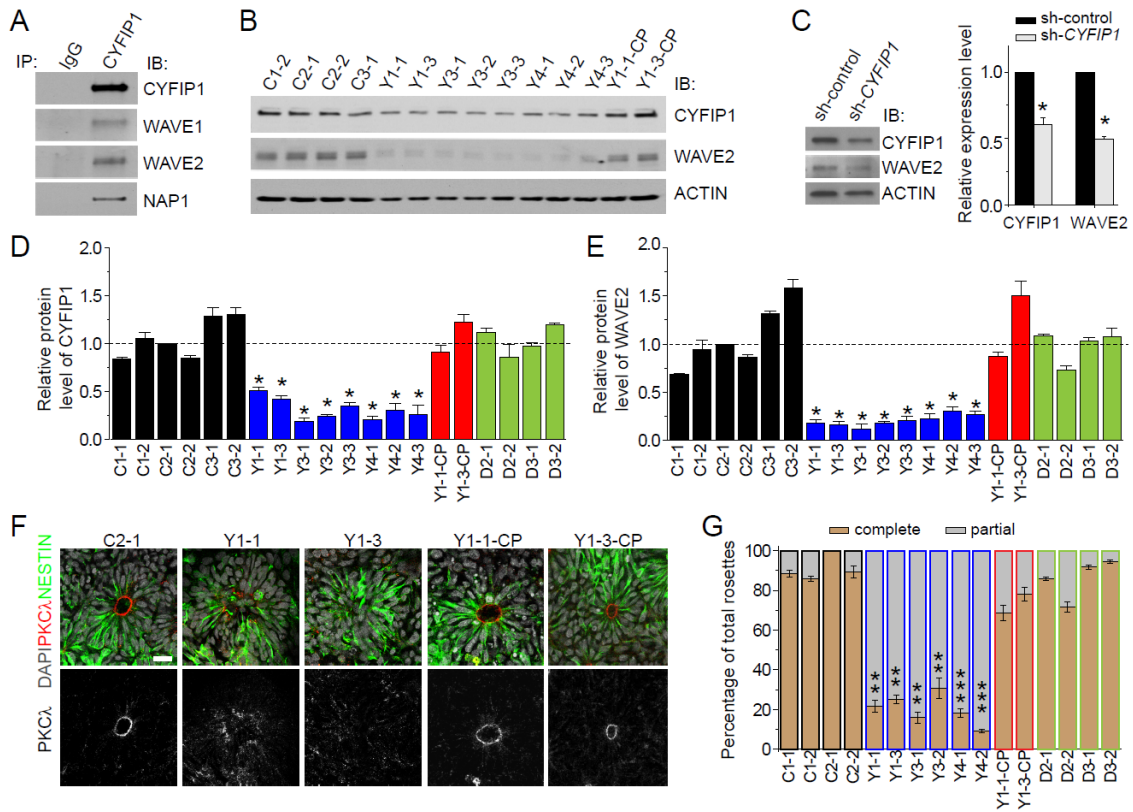 A
IP:
IgG
CYFIP1
IB:
CYFIP1
WAVE1
WAVE2
NAP1
B
C1-2 C2-1 C2-2 C3-1 Y1-1 Y1-3 Y3-1 Y3-2 Y3-3 Y4-1 Y4-2 Y4-3 Y1-1-CP Y1-3-CP
IB:
CYFIP1
WAVE2
ACTIN
C
sh-control
sh-CYFIP1
IB:
CYFIP1
WAVE2
ACTIN
sh-control
sh-CYFIP1
Relative expression level
1.0
0.5
0.0
* *
CYFIP1 WAVE2
D
Relative protein
level of CYFIP1
2.0
1.5
1.0
0.5
0.0
* * * * * * * *
C1-1 C1-2 C2-1 C2-2 C3-1 C3-2 Y1-1 Y1-3 Y3-1 Y3-2 Y3-3 Y4-1 Y4-2 Y4-3 Y1-1-CP Y1-3-CP D2-1 D2-2 D3-1 D3-2
E
Relative protein
level of WAVE2
2.0
1.5
1.0
0.5
0.0
* * * * * * * *
C1-1 C1-2 C2-1 C2-2 C3-1 C3-2 Y1-1 Y1-3 Y3-1 Y3-2 Y3-3 Y4-1 Y4-2 Y4-3 Y1-1-CP Y1-3-CP D2-1 D2-2 D3-1 D3-2
F
C2-1 Y1-1 Y1-3 Y1-1-CP Y1-3-CP
DAPI PKCλ NESTIN
PKCλ
G
complete partial
Percentage of total rosettes
100
80
60
40
20
0
** ** ** ** *** ***
C1-1 C1-2 C2-1 C2-2 Y1-1 Y1-3 Y3-1 Y3-2 Y4-1 Y4-2 Y1-1-CP Y1-3-CP D2-1 D2-2 D3-1 D3-2